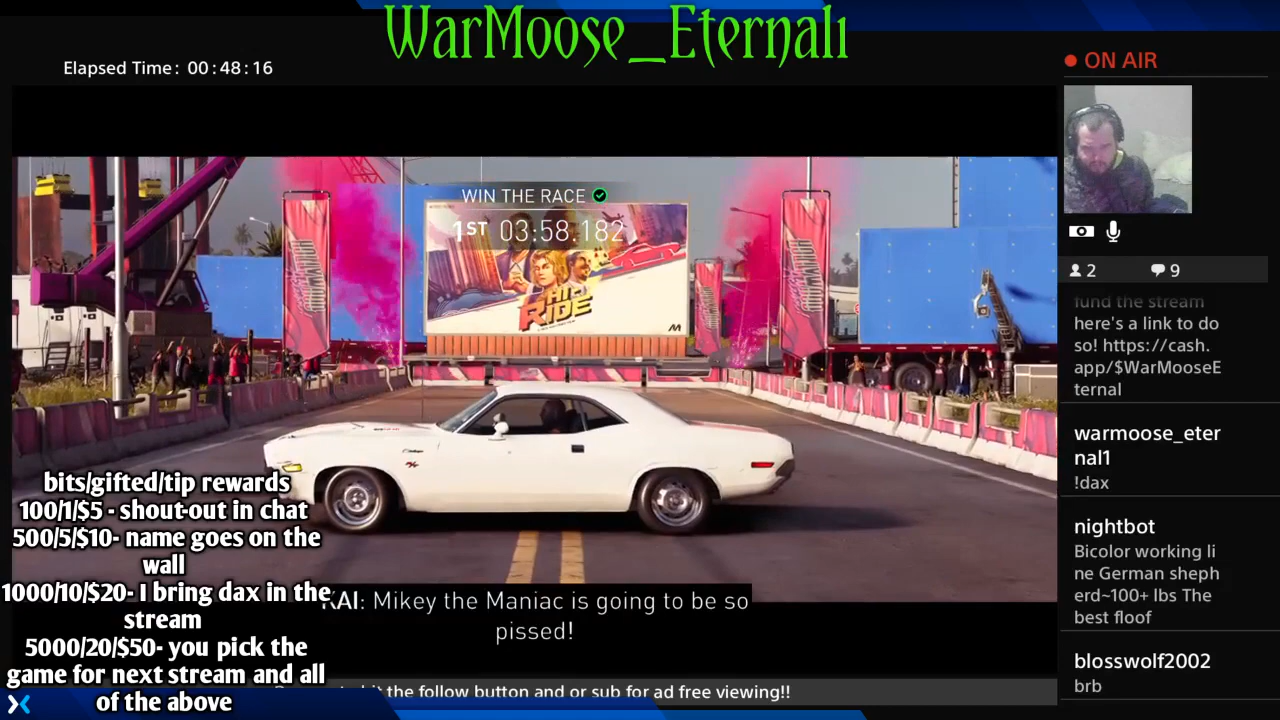 WarMoose_Eternal1
Elapsed Time: 00:48:16
ON AIR
WIN THE RACE
1ST 03:58.182
HIT
RIDE
2
9
fund the stream
here's a link to do
so! https://cash.
app/$WarMooseE
ternal
warmoose_eter
nal1
!dax
nightbot
Bicolor working li
ne German sheph
erd~100+ lbs The
best floof
blosswolf2002
brb
bits/gifted/tip rewards
100/1/$5 - shout-out in chat
500/5/$10- name goes on the
wall
1000/10/$20- I bring dax in the
stream
5000/20/$50- you pick the
game for next stream and all
of the above
KAI: Mikey the Maniac is going to be so
pissed!
the follow button and or sub for ad free viewing!!